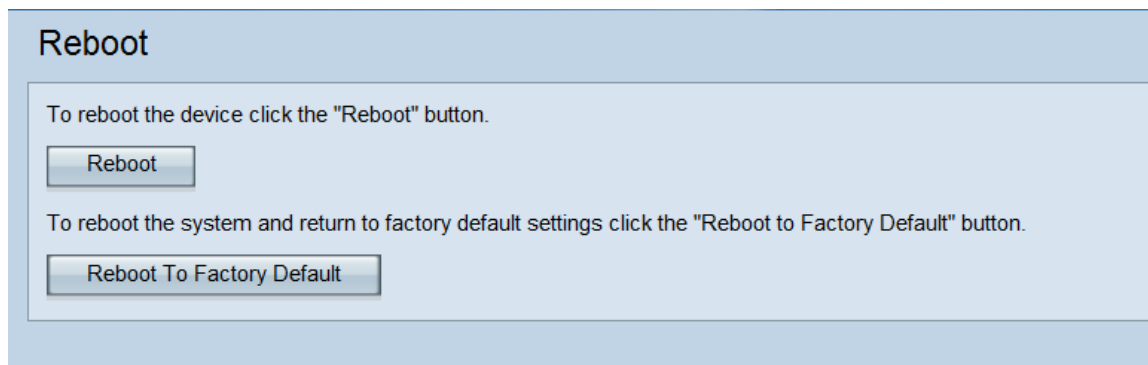 Reboot
To reboot the device click the "Reboot" button.
Reboot
To reboot the system and return to factory default settings click the "Reboot to Factory Default" button.
Reboot To Factory Default